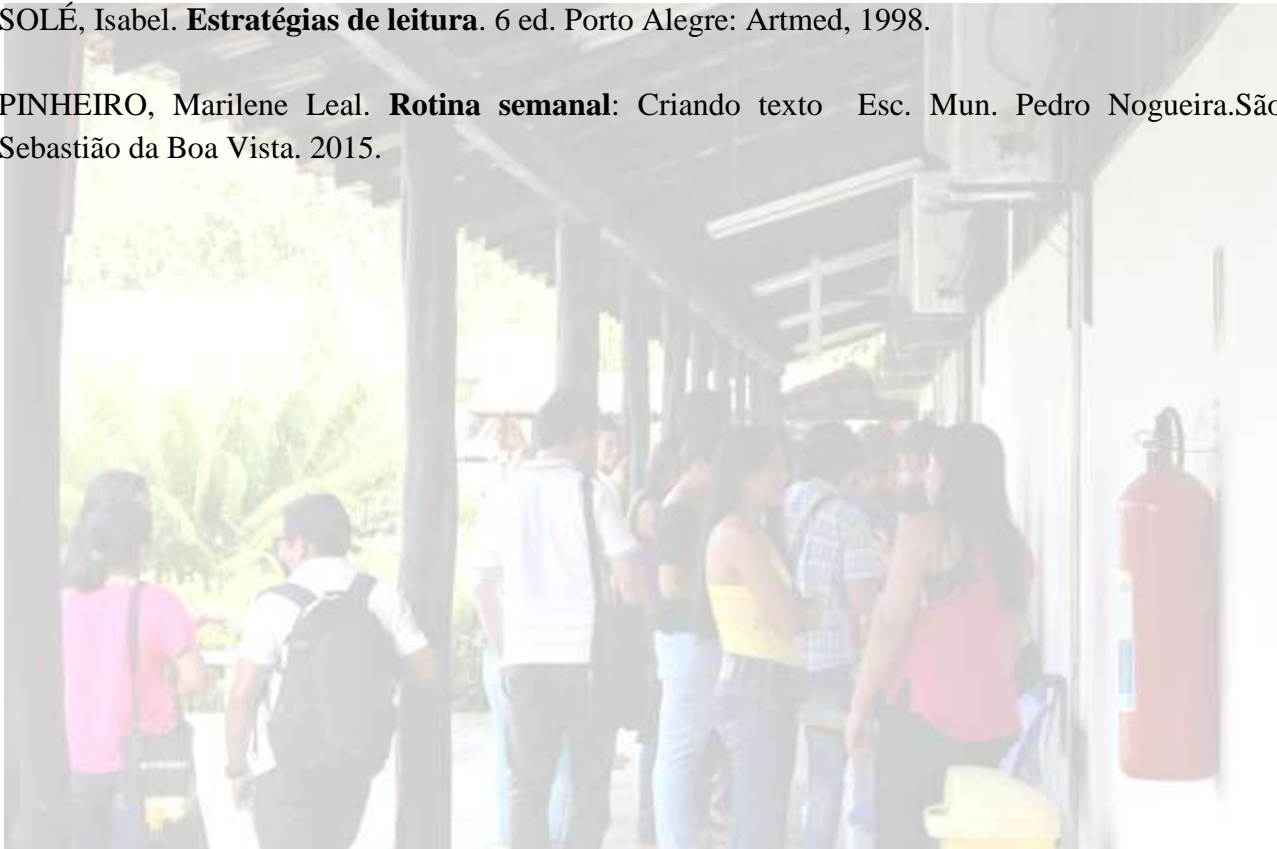 SOLÉ, Isabel. Estratégias de leitura. 6 ed. Porto Alegre: Artmed, 1998.
PINHEIRO, Marilene Leal. Rotina semanal: Criando texto Esc. Mun. Pedro Nogueira.São
Sebastião da Boa Vista. 2015.